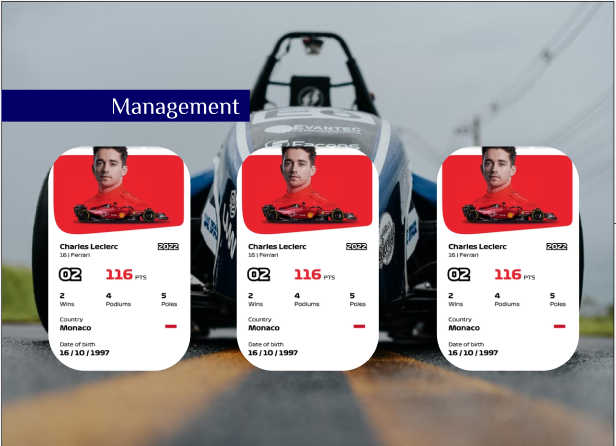 Management
EVANTEC
Facens
Charles Leclerc
2022
16 | Ferrari
02
116 PTS
2
4
5
Wins
Podiums
Poles
Country
Monaco
Date of birth
16 / 10 / 1997
Charles Leclerc
2022
16 | Ferrari
02
116 PTS
2
4
5
Wins
Podiums
Poles
Country
Monaco
Date of birth
16 / 10 / 1997
Charles Leclerc
2022
16 | Ferrari
02
116 PTS
2
4
5
Wins
Podiums
Poles
Country
Monaco
Date of birth
16 / 10 / 1997